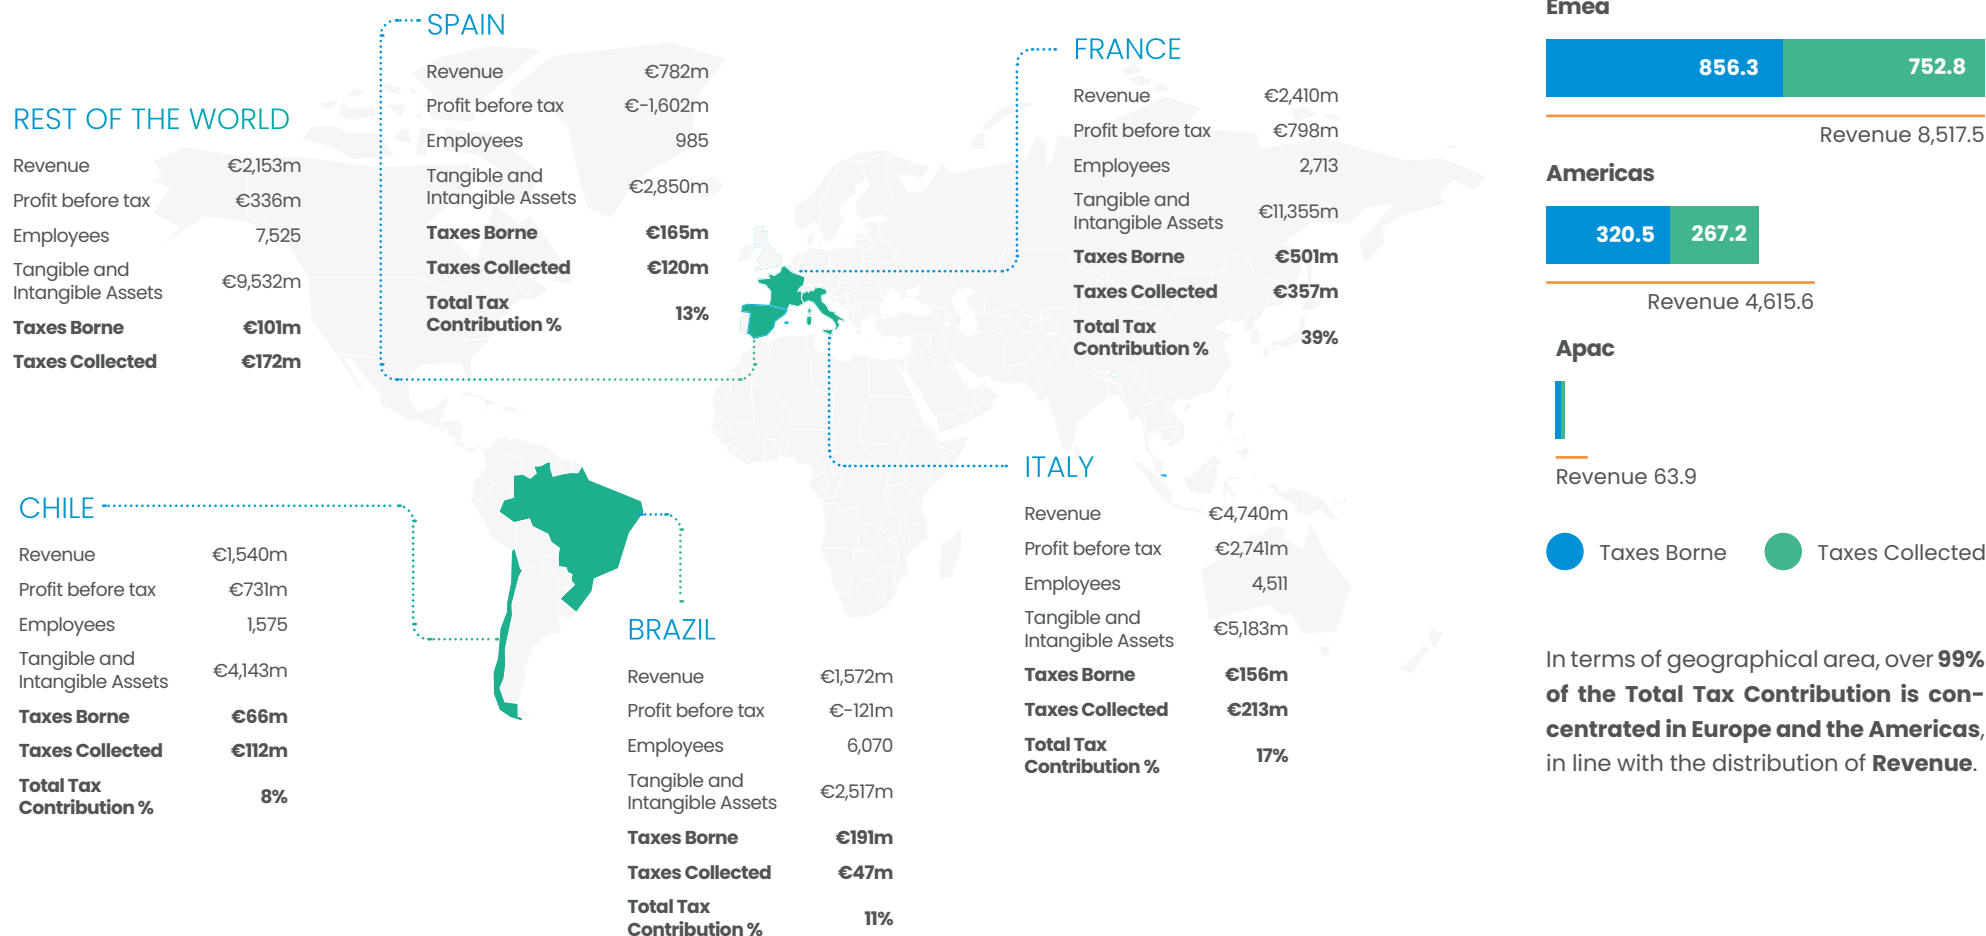 SPAIN
Revenue €782m
Profit before tax €-1,602m
Employees 985
Tangible and
Intangible Assets €2,850m
Taxes Borne €165m
Taxes Collected €120m
Total Tax
Contribution % 13%
FRANCE
Revenue €2,410m
Profit before tax €798m
Employees 2,713
Tangible and
Intangible Assets €11,355m
Taxes Borne €501m
Taxes Collected €357m
Total Tax
Contribution % 39%
REST OF THE WORLD
Revenue €2,153m
Profit before tax €336m
Employees 7,525
Tangible and
Intangible Assets €9,532m
Taxes Borne €101m
Taxes Collected €172m
ITALY
Revenue €4,740m
Profit before tax €2,741m
Employees 4,511
Tangible and
Intangible Assets €5,183m
Taxes Borne €156m
Taxes Collected €213m
Total Tax
Contribution % 17%
CHILE
Revenue €1,540m
Profit before tax €731m
Employees 1,575
Tangible and
Intangible Assets €4,143m
Taxes Borne €66m
Taxes Collected €112m
Total Tax
Contribution % 8%
BRAZIL
Revenue €1,572m
Profit before tax €-121m
Employees 6,070
Tangible and
Intangible Assets €2,517m
Taxes Borne €191m
Taxes Collected €47m
Total Tax
Contribution % 11%
Emea
856.3 752.8
Revenue 8,517.5
Americas
320.5 267.2
Revenue 4,615.6
Apac
Revenue 63.9
Taxes Borne Taxes Collected
In terms of geographical area, over 99%
of the Total Tax Contribution is con-
centrated in Europe and the Americas,
in line with the distribution of Revenue.